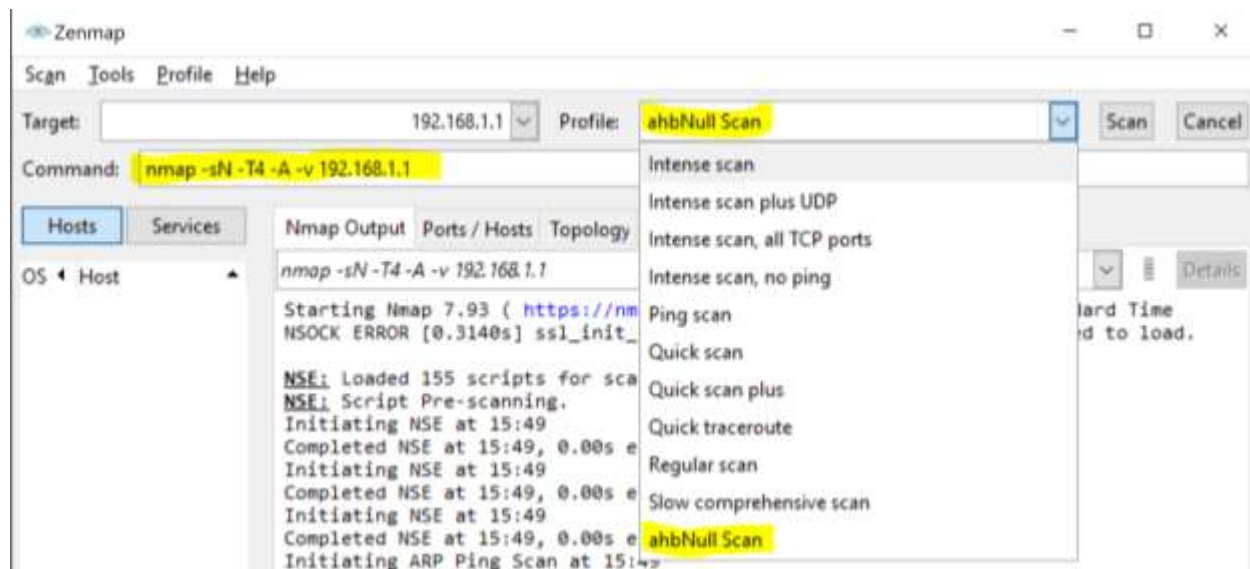 Zenmap
Scan Tools Profile Help
Target: 192.168.1.1 Profile: ahbNull Scan Scan Cancel
Command: nmap -sN -T4 -A -v 192.168.1.1
Intense scan
Intense scan plus UDP
Intense scan, all TCP ports
Intense scan, no ping
Ping scan
Quick scan
Quick scan plus
Quick traceroute
Regular scan
Slow comprehensive scan
ahbNull Scan
Hosts Services
OS Host
Nmap Output Ports / Hosts Topology
nmap -sN -T4 -A -v 192.168.1.1 Details
Starting Nmap 7.93 ( https://nm ard Time
NSOCK ERROR [0.3140s] ssl_init_ ed to load.
NSE: Loaded 155 scripts for sca
NSE: Script Pre-scanning.
Initiating NSE at 15:49
Completed NSE at 15:49, 0.00s e
Initiating NSE at 15:49
Completed NSE at 15:49, 0.00s e
Initiating NSE at 15:49
Completed NSE at 15:49, 0.00s e
Initiating ARP Ping Scan at 15:49